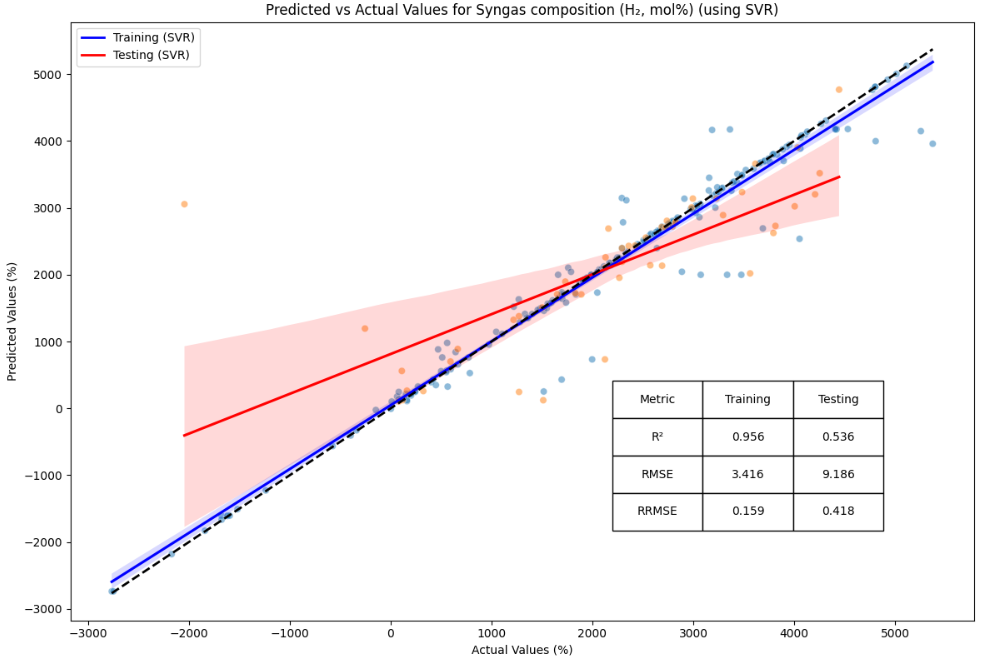 Predicted vs Actual Values for Syngas composition (H₂, mol%) (using SVR)
Training (SVR)
Testing (SVR)
Predicted Values (%)
5000
4000
3000
2000
1000
0
−1000
−2000
−3000
Metric Training Testing
R² 0.956 0.536
RMSE 3.416 9.186
RRMSE 0.159 0.418
−3000 −2000 −1000 0 1000 2000 3000 4000 5000
Actual Values (%)